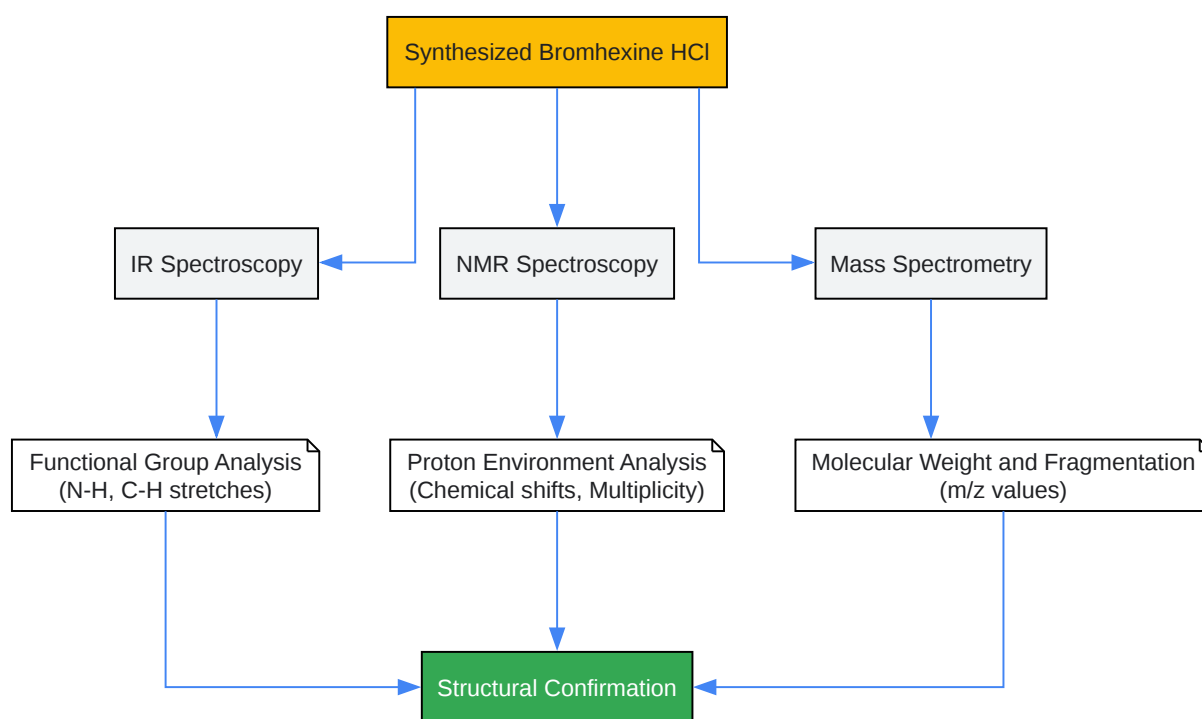 Synthesized Bromhexine HCl
IR Spectroscopy
NMR Spectroscopy
Mass Spectrometry
Functional Group Analysis
(N-H, C-H stretches)
Proton Environment Analysis
(Chemical shifts, Multiplicity)
Molecular Weight and Fragmentation
(m/z values)
Structural Confirmation